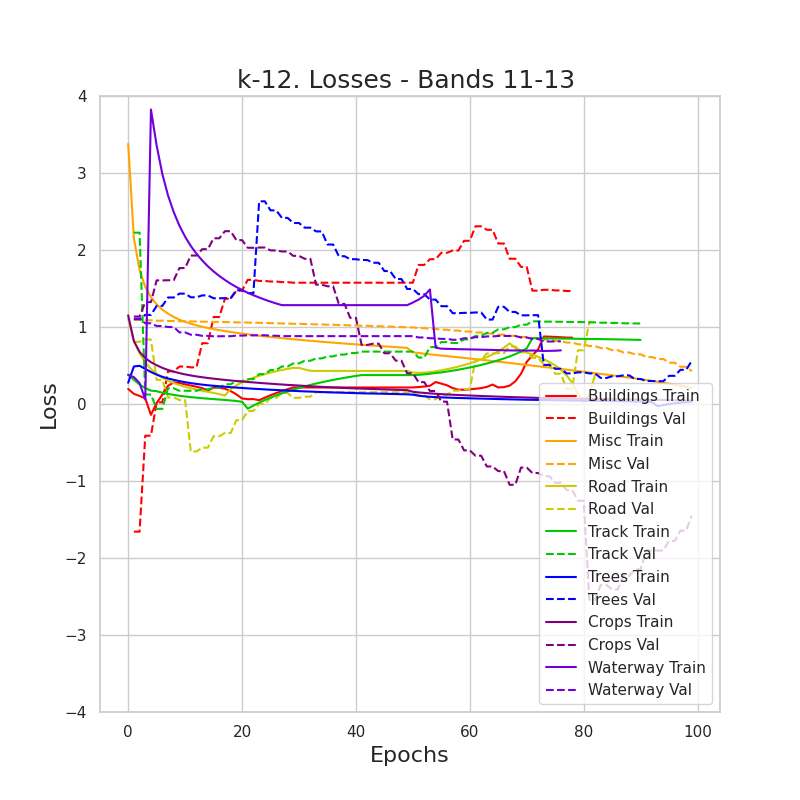 k-12. Losses - Bands 11-13
Loss
4
3
2
1
0
−1
−2
−3
−4
0 20 40 60 80 100
Epochs
Buildings Train
Buildings Val
Misc Train
Misc Val
Road Train
Road Val
Track Train
Track Val
Trees Train
Trees Val
Crops Train
Crops Val
Waterway Train
Waterway Val